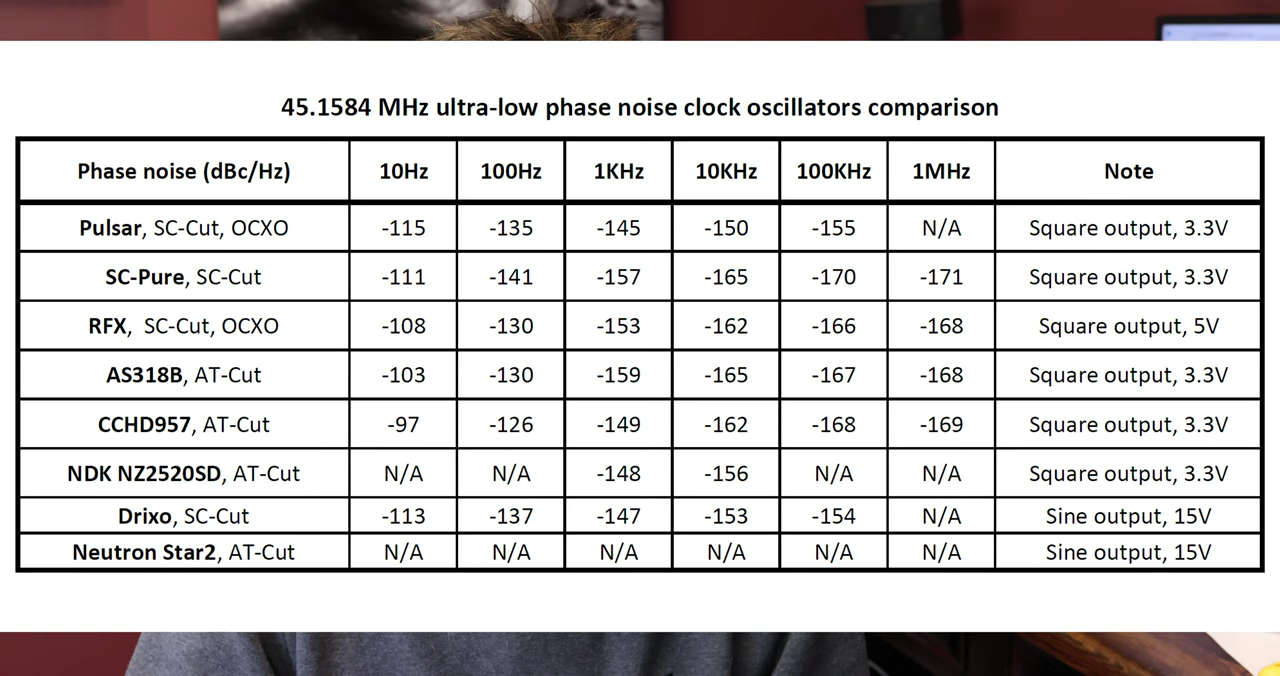 45.1584 MHz ultra-low phase noise clock oscillators comparison
Phase noise (dBc/Hz) 10Hz 100Hz 1KHz 10KHz 100KHz 1MHz Note
Pulsar, SC-Cut, OCXO -115 -135 -145 -150 -155 N/A Square output, 3.3V
SC-Pure, SC-Cut -111 -141 -157 -165 -170 -171 Square output, 3.3V
RFX, SC-Cut, OCXO -108 -130 -153 -162 -166 -168 Square output, 5V
AS318B, AT-Cut -103 -130 -159 -165 -167 -168 Square output, 3.3V
CCHD957, AT-Cut -97 -126 -149 -162 -168 -169 Square output, 3.3V
NDK NZ2520SD, AT-Cut N/A N/A -148 -156 N/A N/A Square output, 3.3V
Drixo, SC-Cut -113 -137 -147 -153 -154 N/A Sine output, 15V
Neutron Star2, AT-Cut N/A N/A N/A N/A N/A N/A Sine output, 15V